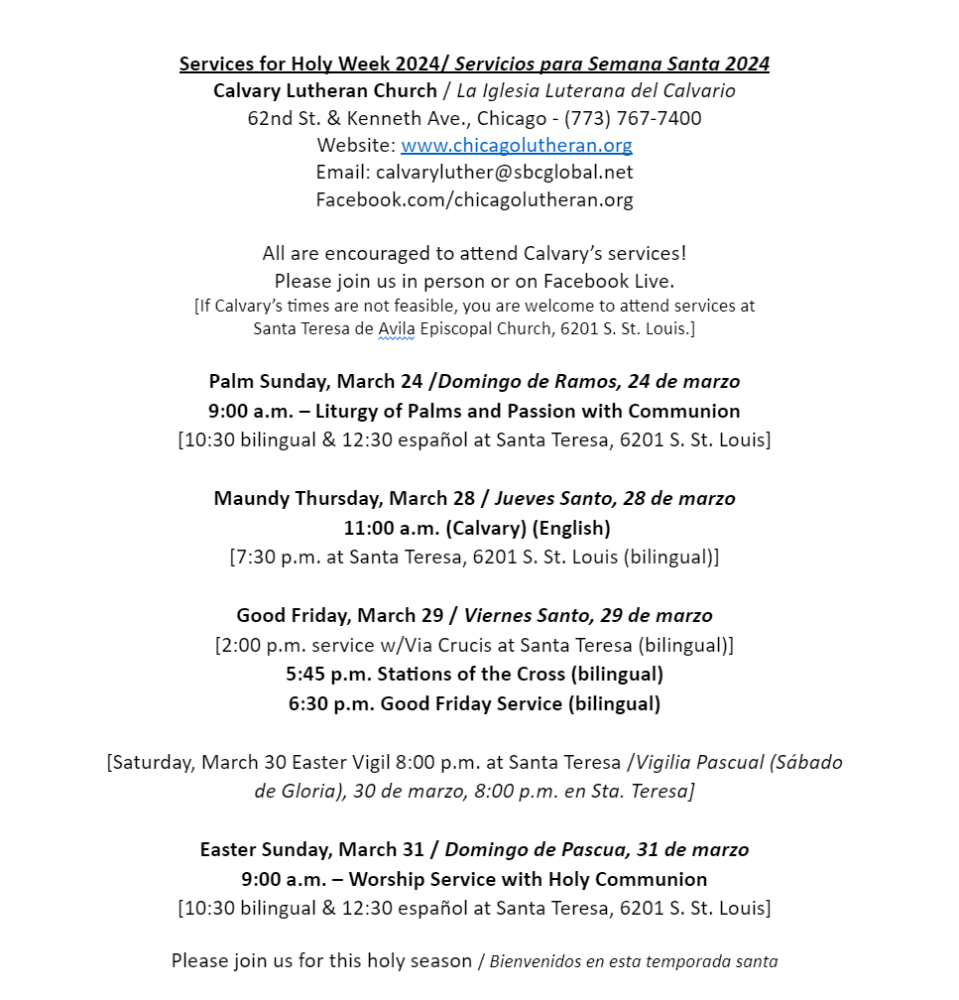 Services for Holy Week 2024/ Servicios para Semana Santa 2024
Calvary Lutheran Church / La Iglesia Luterana del Calvario
62nd St. & Kenneth Ave., Chicago - (773) 767-7400
Website: www.chicagolutheran.org
Email: calvaryluther@sbcglobal.net
Facebook.com/chicagolutheran.org
All are encouraged to attend Calvary’s services!
Please join us in person or on Facebook Live.
[If Calvary’s times are not feasible, you are welcome to attend services at
Santa Teresa de Avila Episcopal Church, 6201 S. St. Louis.]
Palm Sunday, March 24 /Domingo de Ramos, 24 de marzo
9:00 a.m. – Liturgy of Palms and Passion with Communion
[10:30 bilingual & 12:30 español at Santa Teresa, 6201 S. St. Louis]
Maundy Thursday, March 28 / Jueves Santo, 28 de marzo
11:00 a.m. (Calvary) (English)
[7:30 p.m. at Santa Teresa, 6201 S. St. Louis (bilingual)]
Good Friday, March 29 / Viernes Santo, 29 de marzo
[2:00 p.m. service w/Via Crucis at Santa Teresa (bilingual)]
5:45 p.m. Stations of the Cross (bilingual)
6:30 p.m. Good Friday Service (bilingual)
[Saturday, March 30 Easter Vigil 8:00 p.m. at Santa Teresa /Vigilia Pascual (Sábado
de Gloria), 30 de marzo, 8:00 p.m. en Sta. Teresa]
Easter Sunday, March 31 / Domingo de Pascua, 31 de marzo
9:00 a.m. – Worship Service with Holy Communion
[10:30 bilingual & 12:30 español at Santa Teresa, 6201 S. St. Louis]
Please join us for this holy season / Bienvenidos en esta temporada santa